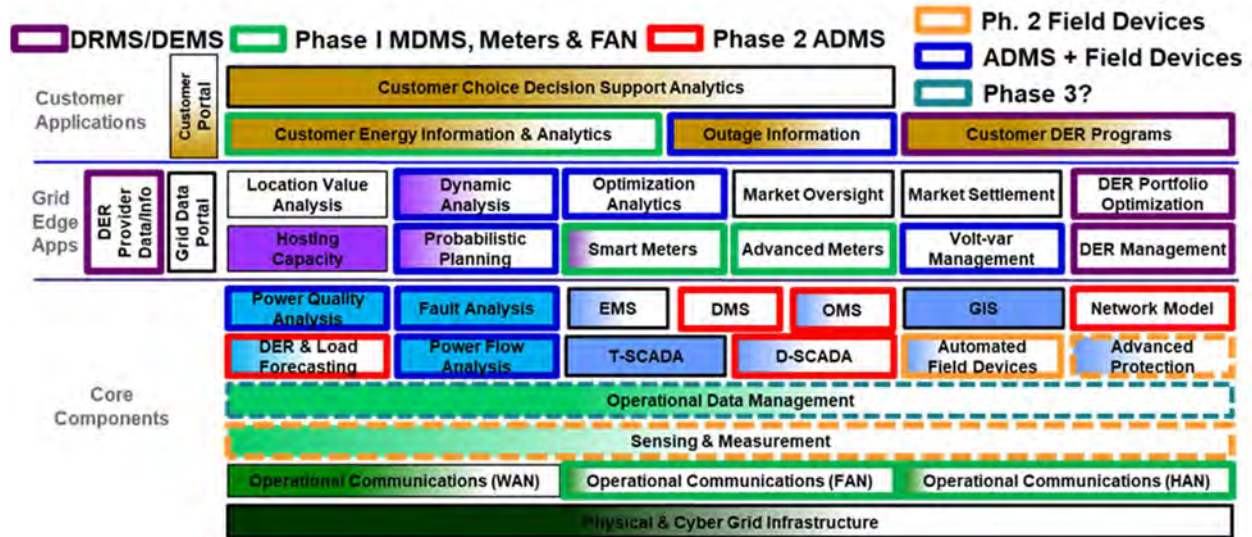 DRMS/DEMS
Phase I MDMS, Meters & FAN
Phase 2 ADMS
Ph. 2 Field Devices
ADMS + Field Devices
Phase 3?
Customer
Applications
Customer
Portal
Customer Choice Decision Support Analytics
Customer Energy Information & Analytics
Outage Information
Customer DER Programs
Grid
Edge
Apps
DER
Provider
Data/Info
Grid Data
Portal
Location Value
Analysis
Dynamic
Analysis
Optimization
Analytics
Market Oversight
Market Settlement
DER Portfolio
Optimization
Hosting
Capacity
Probabilistic
Planning
Smart Meters
Advanced Meters
Volt-var
Management
DER Management
Core
Components
Power Quality
Analysis
Fault Analysis
EMS
DMS
OMS
GIS
Network Model
DER & Load
Forecasting
Power Flow
Analysis
T-SCADA
D-SCADA
Automated
Field Devices
Advanced
Protection
Operational Data Management
Sensing & Measurement
Operational Communications (WAN)
Operational Communications (FAN)
Operational Communications (HAN)
Physical & Cyber Grid Infrastructure